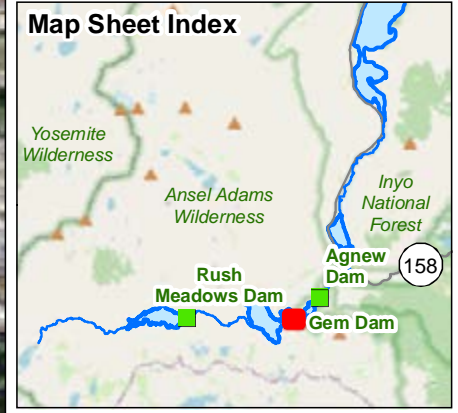 Map Sheet Index
Yosemite
Wilderness
Ansel Adams
Wilderness
Inyo
National
Forest
158
Agnew
Dam
Rush
Meadows Dam
Gem Dam